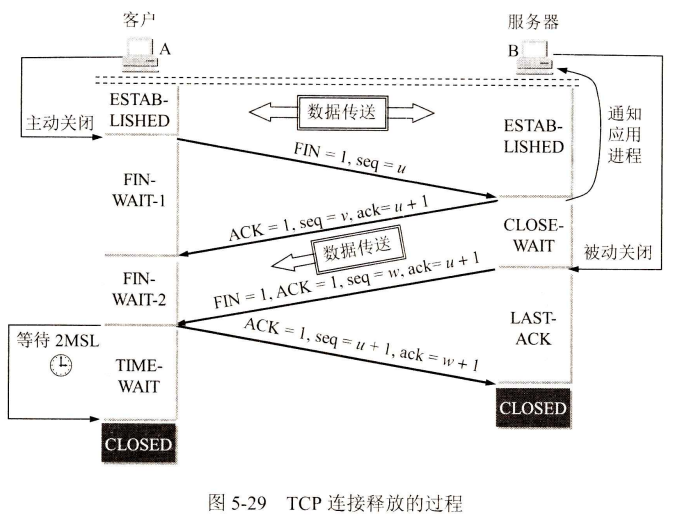 客户
服务器
A
B
ESTAB-
LISHED
数据传送
通知
应用
进程
主动关闭
ESTAB-
LISHED
FIN = 1, seq = u
FIN-
WAIT-1
ACK = 1, seq = v, ack= u + 1
CLOSE-
WAIT
数据传送
被动关闭
FIN-
WAIT-2
FIN = 1, ACK = 1, seq = w, ack= u + 1
等待 2MSL
ACK = 1, seq = u + 1, ack = w + 1
LAST-
ACK
TIME-
WAIT
CLOSED
CLOSED
图 5-29 TCP 连接释放的过程